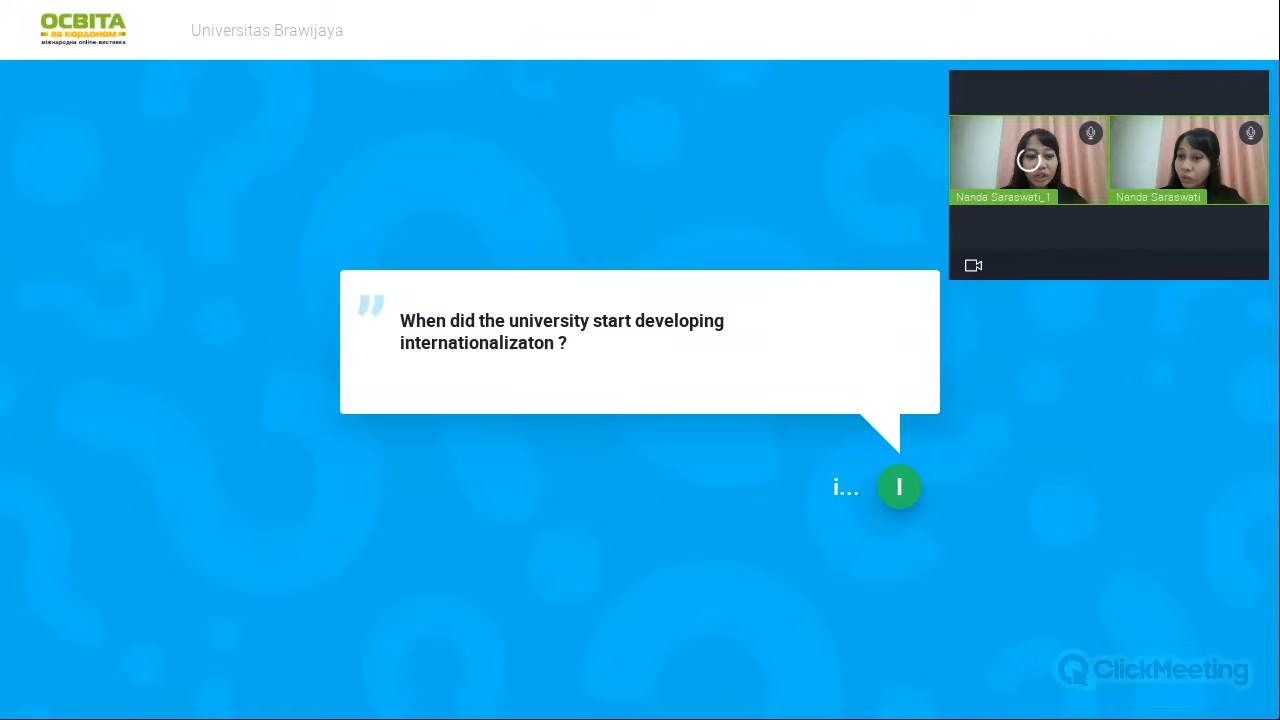 ОСВІТА
за кордоном
міжнародна online-виставка
Universitas Brawijaya
Nanda Saraswati_1
Nanda Saraswati
When did the university start developing
internationalizaton ?
i...
I
ClickMeeting